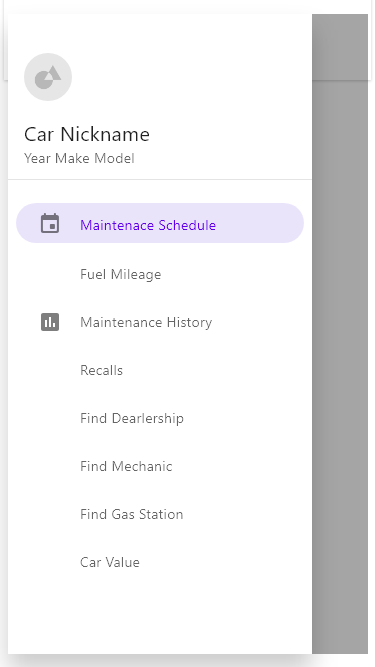 Car Nickname
Year Make Model
Maintenace Schedule
Fuel Mileage
Maintenance History
Recalls
Find Dearlership
Find Mechanic
Find Gas Station
Car Value